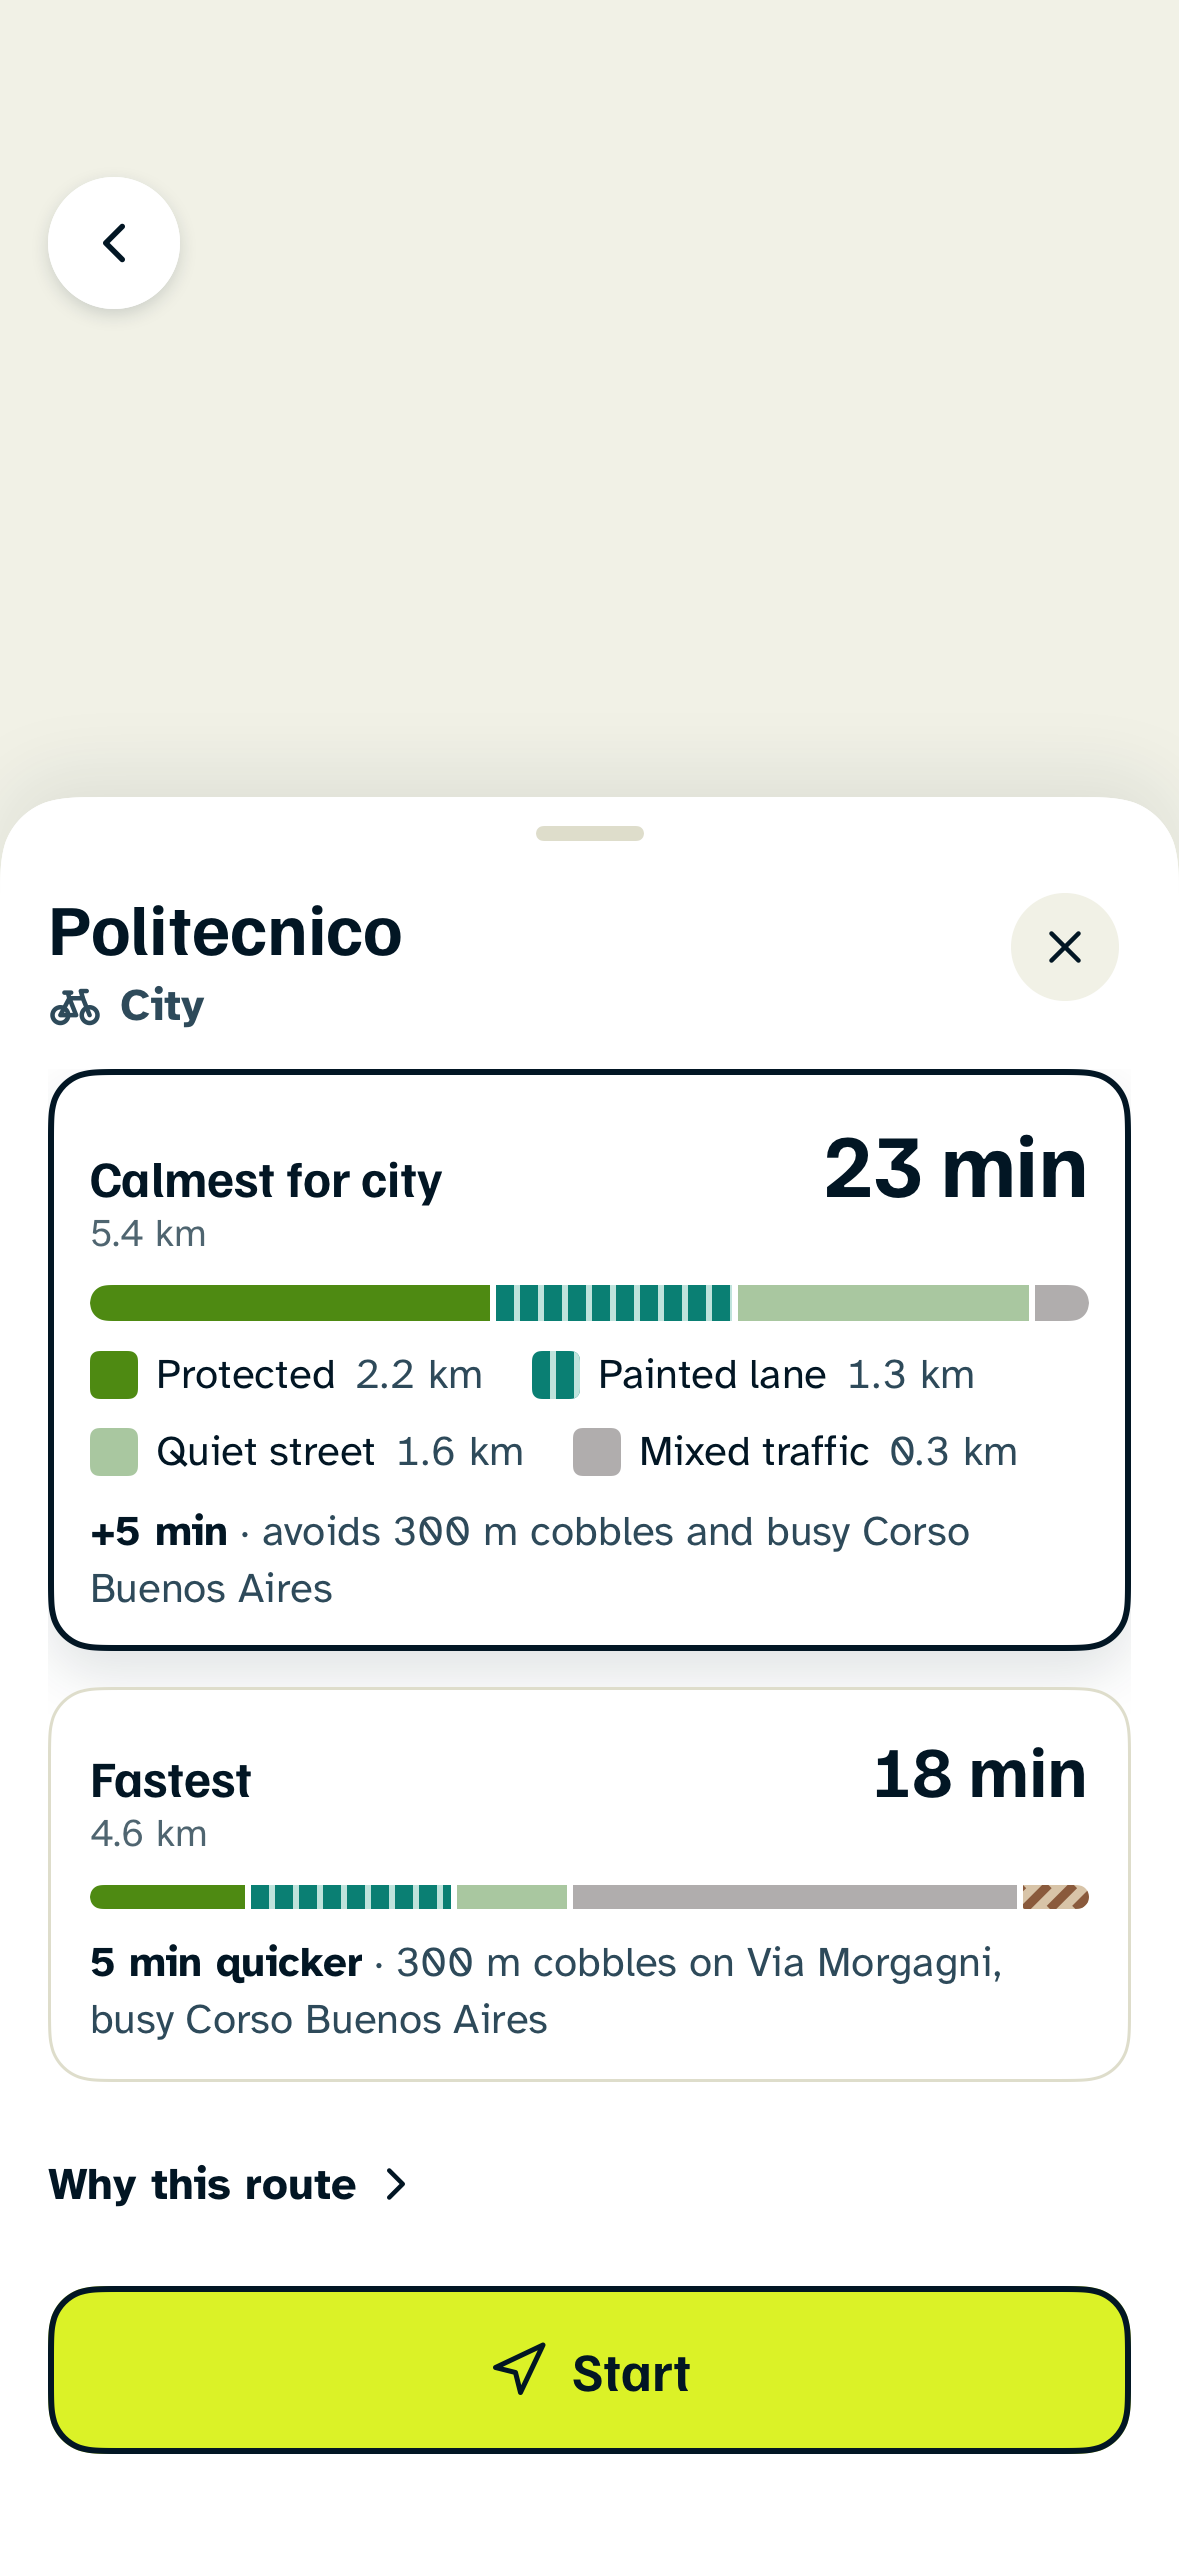 Politecnico
City
Calmest for city
23 min
5.4 km
Protected 2.2 km
Painted lane 1.3 km
Quiet street 1.6 km
Mixed traffic 0.3 km
+5 min · avoids 300 m cobbles and busy Corso
Buenos Aires
Fastest
18 min
4.6 km
5 min quicker · 300 m cobbles on Via Morgagni,
busy Corso Buenos Aires
Why this route
Start